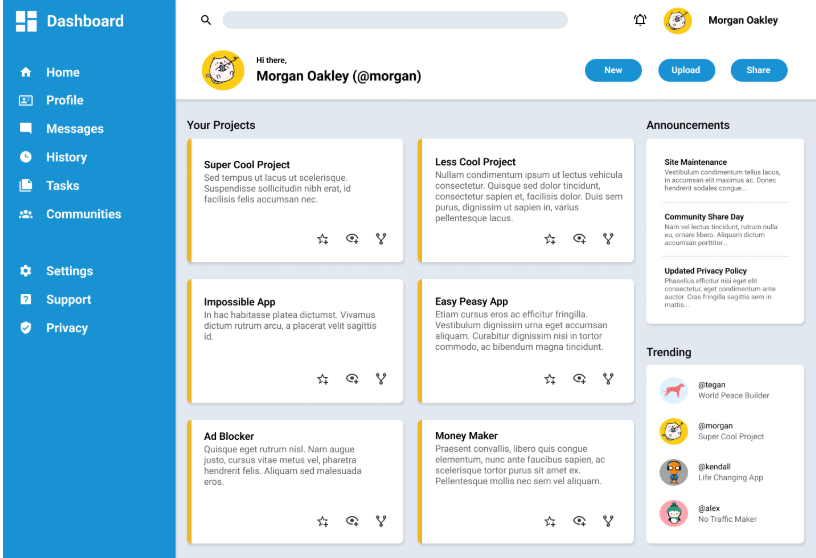 Dashboard
Home
Profile
Messages
History
Tasks
Communities
Settings
Support
Privacy
Morgan Oakley
Hi there,
Morgan Oakley (@morgan)
New
Upload
Share
Your Projects
Super Cool Project
Sed tempus ut lacus ut scelerisque.
Suspendisse sollicitudin nibh erat, id
facilisis felis accumsan nec.
Less Cool Project
Nullam condimentum ipsum ut lectus vehicula
consectetur. Quisque sed dolor tincidunt,
consectetur sapien et, facilisis dolor. Duis sem
purus, dignissim ut sapien in, varius
pellentesque lacus.
Impossible App
In hac habitasse platea dictumst. Vivamus
dictum rutrum arcu, a placerat velit sagittis
id.
Easy Peasy App
Etiam cursus eros ac efficitur fringilla.
Vestibulum dignissim urna eget accumsan
aliquam. Curabitur dignissim nisi in tortor
commodo, ac bibendum magna tincidunt.
Ad Blocker
Quisque eget rutrum nisl. Nam augue
justo, cursus vitae metus vel, pharetra
hendrerit felis. Aliquam sed malesuada
eros.
Money Maker
Praesent convallis, libero quis congue
elementum, nunc ante faucibus sapien, ac
scelerisque tortor purus sit amet ex.
Pellentesque mollis nec sem vel aliquam.
Announcements
Site Maintenance
Vestibulum condimentum tellus lacus,
in accumsan elit maximus ac. Donec
hendrerit sodales congue...
Community Share Day
Nam vel lectus tincidunt, rutrum nulla
eu, ornare libero. Aliquam dictum
accumsan porttitor...
Updated Privacy Policy
Phasellus efficitur nisi eget elit
consectetur, eget condimentum ante
auctor. Cras fringilla sagittis sem in
mattis...
Trending
@tegan
World Peace Builder
@morgan
Super Cool Project
@kendall
Life Changing App
@alex
No Traffic Maker